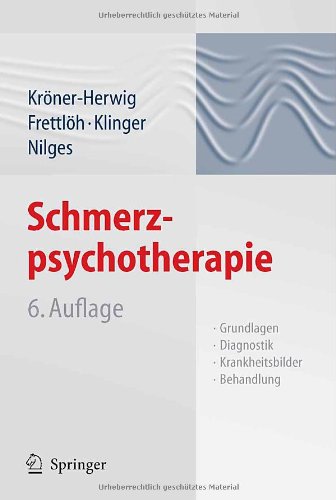 Urheberrechtlich geschütztes Material
Kröner-Herwig
Frettlöh · Klinger
Nilges
Schmerz-
psychotherapie
6. Auflage
· Grundlagen
· Diagnostik
· Krankheitsbilder
· Behandlung
Springer
Urheberrechtlich geschütztes Material